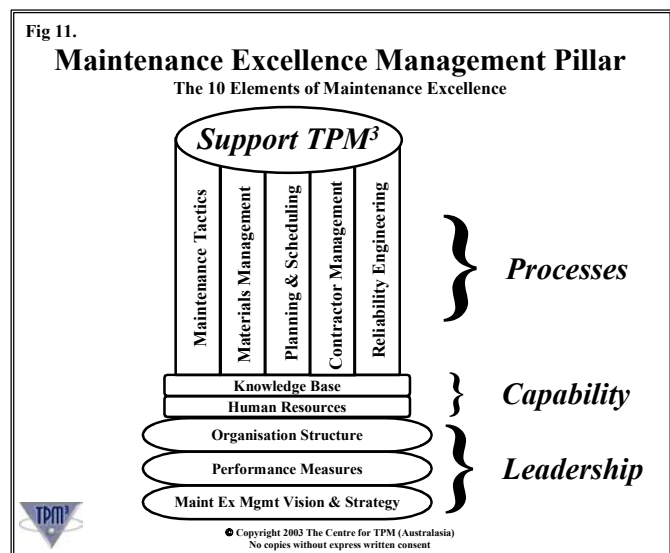 Fig 11.
Maintenance Excellence Management Pillar
The 10 Elements of Maintenance Excellence
Support TPM³
Maintenance Tactics
Materials Management
Planning & Scheduling
Contractor Management
Reliability Engineering
Processes
Knowledge Base
Human Resources
Capability
Organisation Structure
Performance Measures
Maint Ex Mgmt Vision & Strategy
Leadership
TPM³
© Copyright 2003 The Centre for TPM (Australasia)
No copies without express written consent